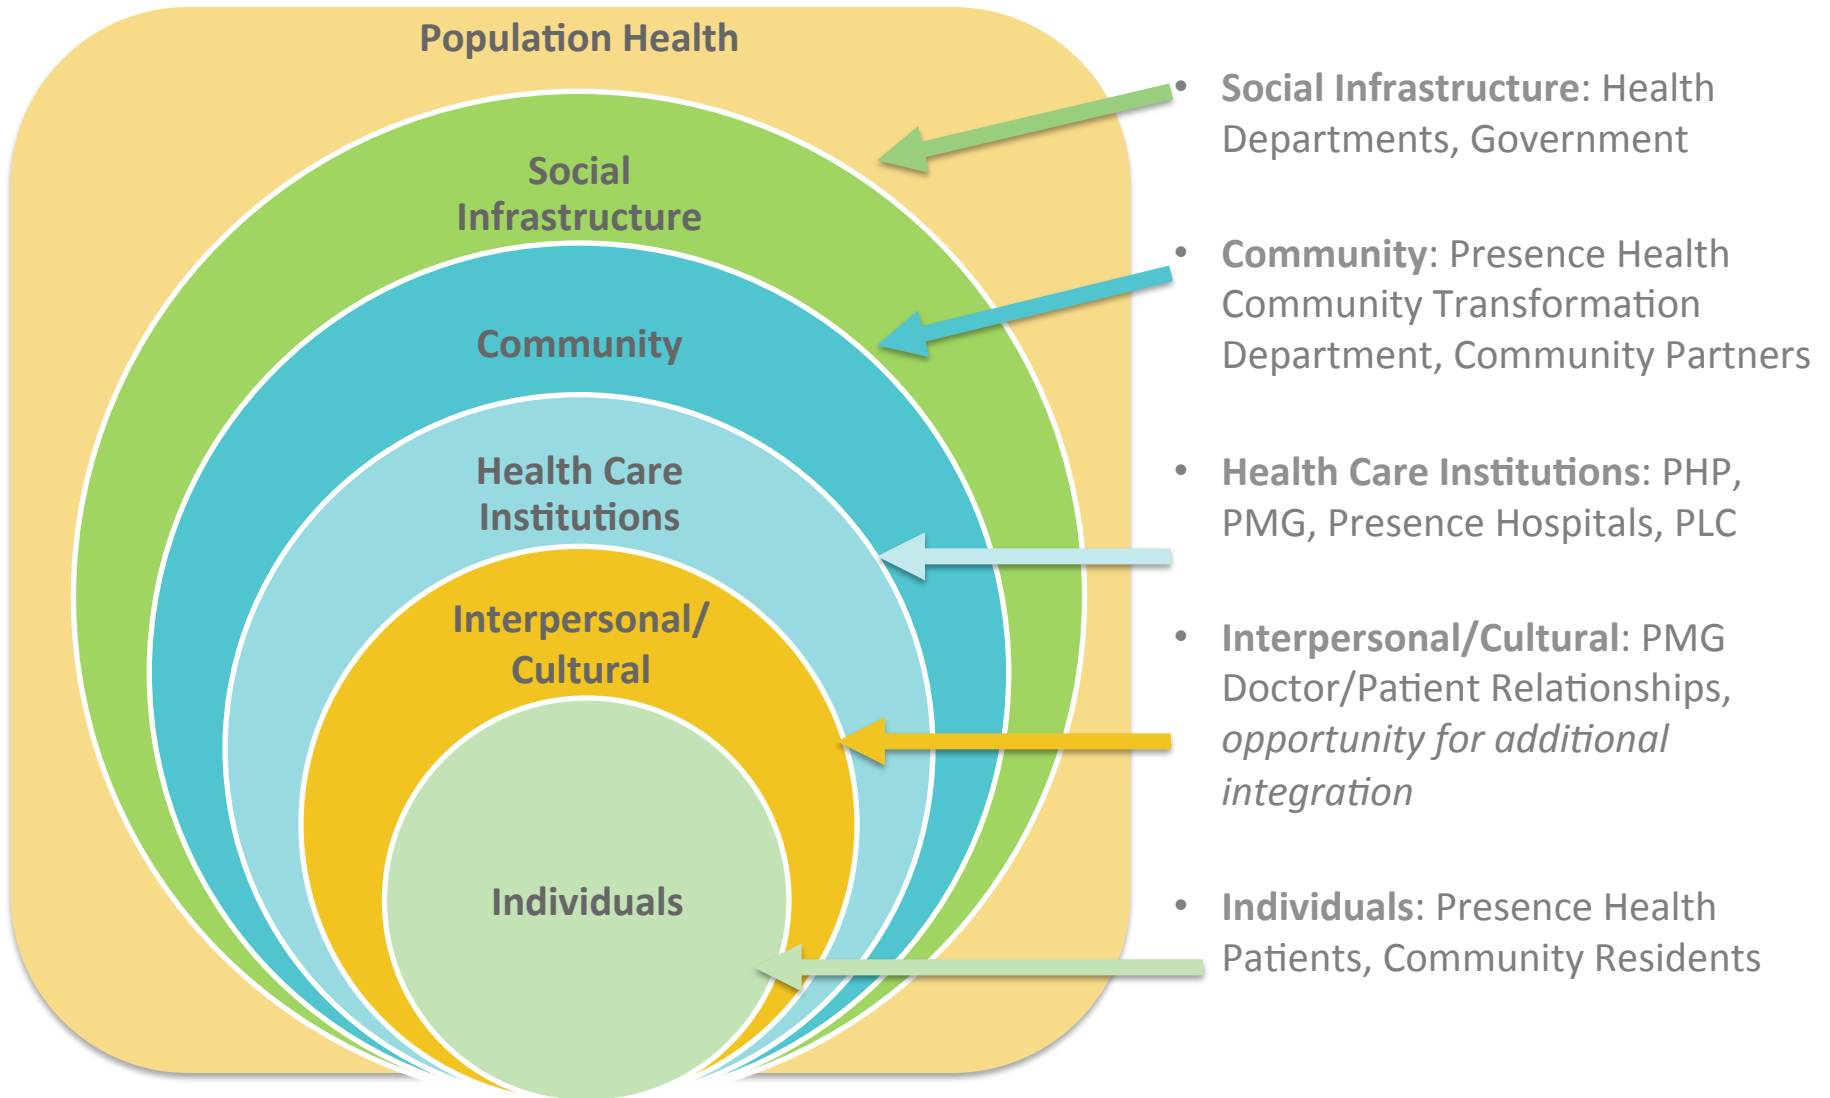 Population Health
Social
Infrastructure
Community
Health Care
Institutions
Interpersonal/
Cultural
Individuals
• Social Infrastructure: Health
Departments, Government
• Community: Presence Health
Community Transformation
Department, Community Partners
• Health Care Institutions: PHP,
PMG, Presence Hospitals, PLC
• Interpersonal/Cultural: PMG
Doctor/Patient Relationships,
opportunity for additional
integration
• Individuals: Presence Health
Patients, Community Residents